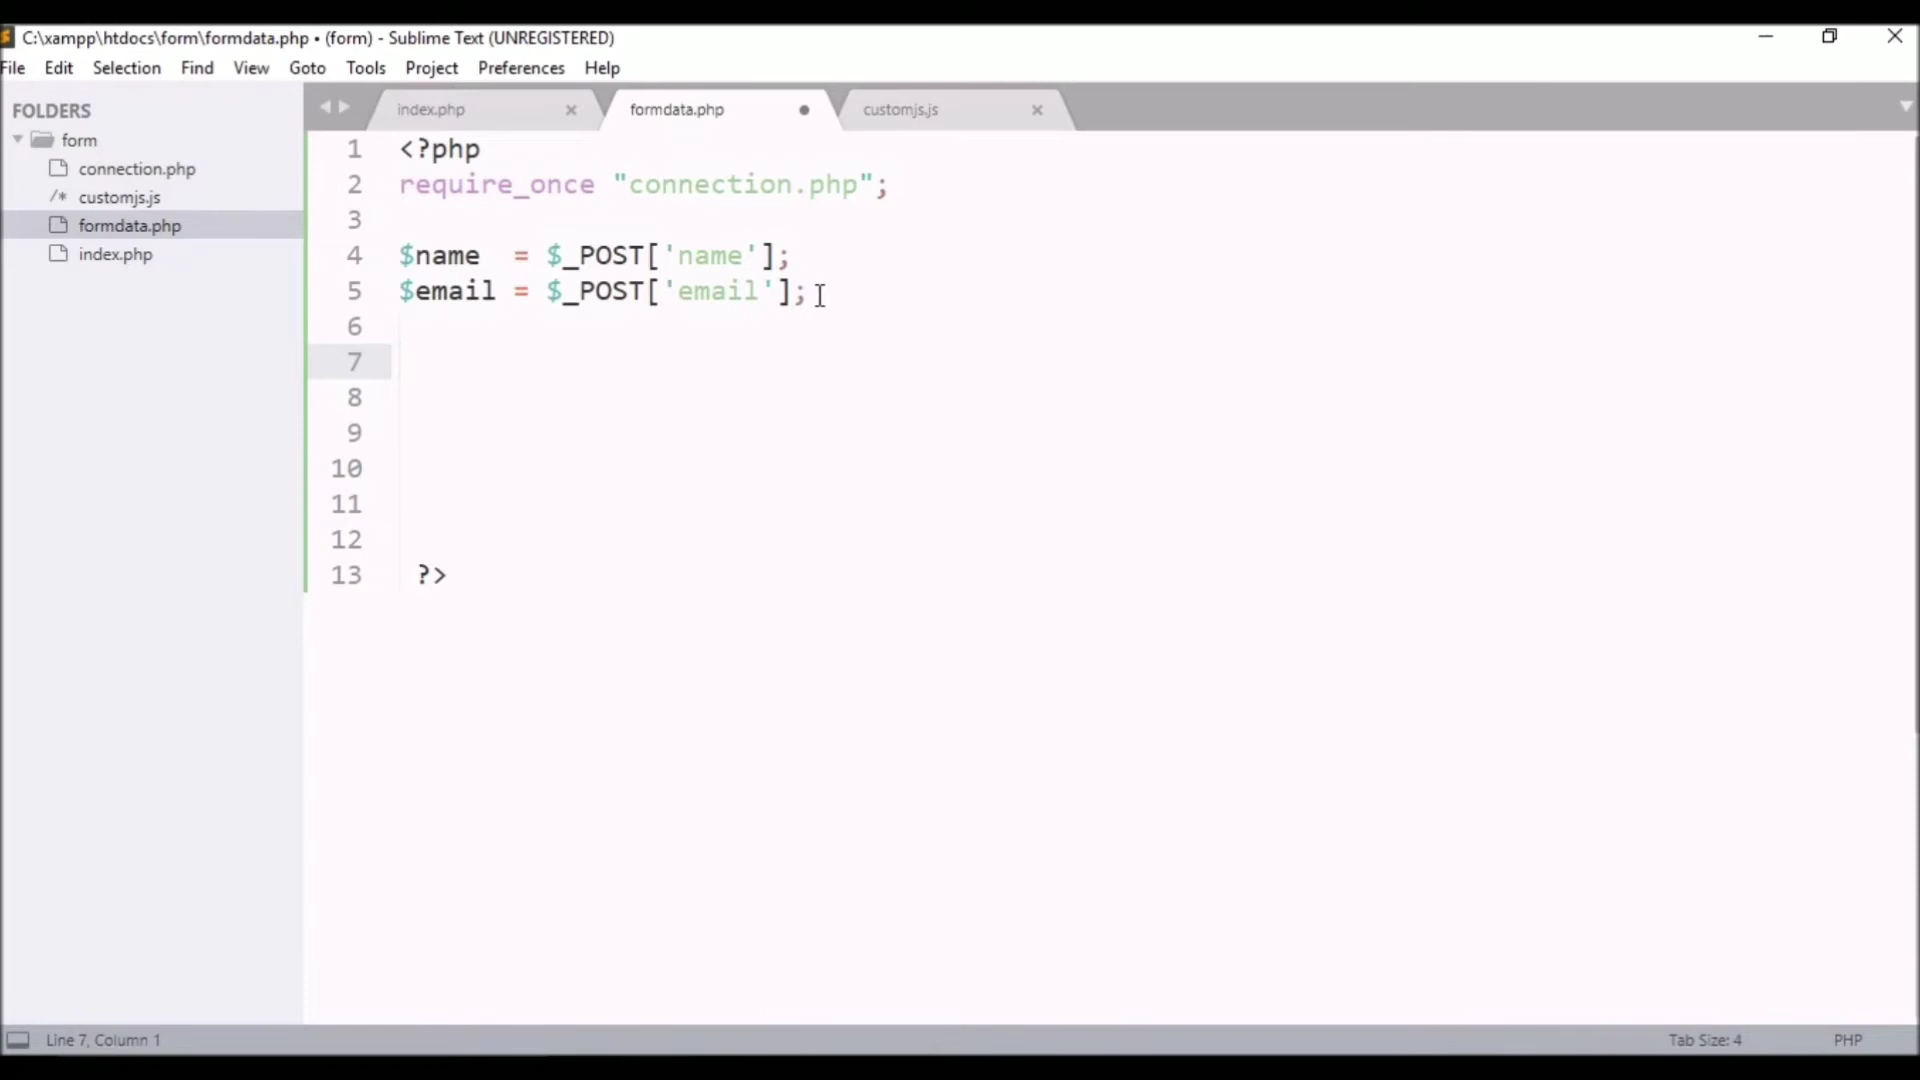 C:\xampp\htdocs\form\formdata.php • (form) - Sublime Text (UNREGISTERED)
File Edit Selection Find View Goto Tools Project Preferences Help
FOLDERS
form
connection.php
/* customjs.js
formdata.php
index.php
index.php formdata.php customjs.js
1 <?php
2 require_once "connection.php";
3
4 $name  = $_POST['name'];
5 $email = $_POST['email'];
6
7
8
9
10
11
12
13 ?>
Line 7, Column 1 Tab Size: 4 PHP